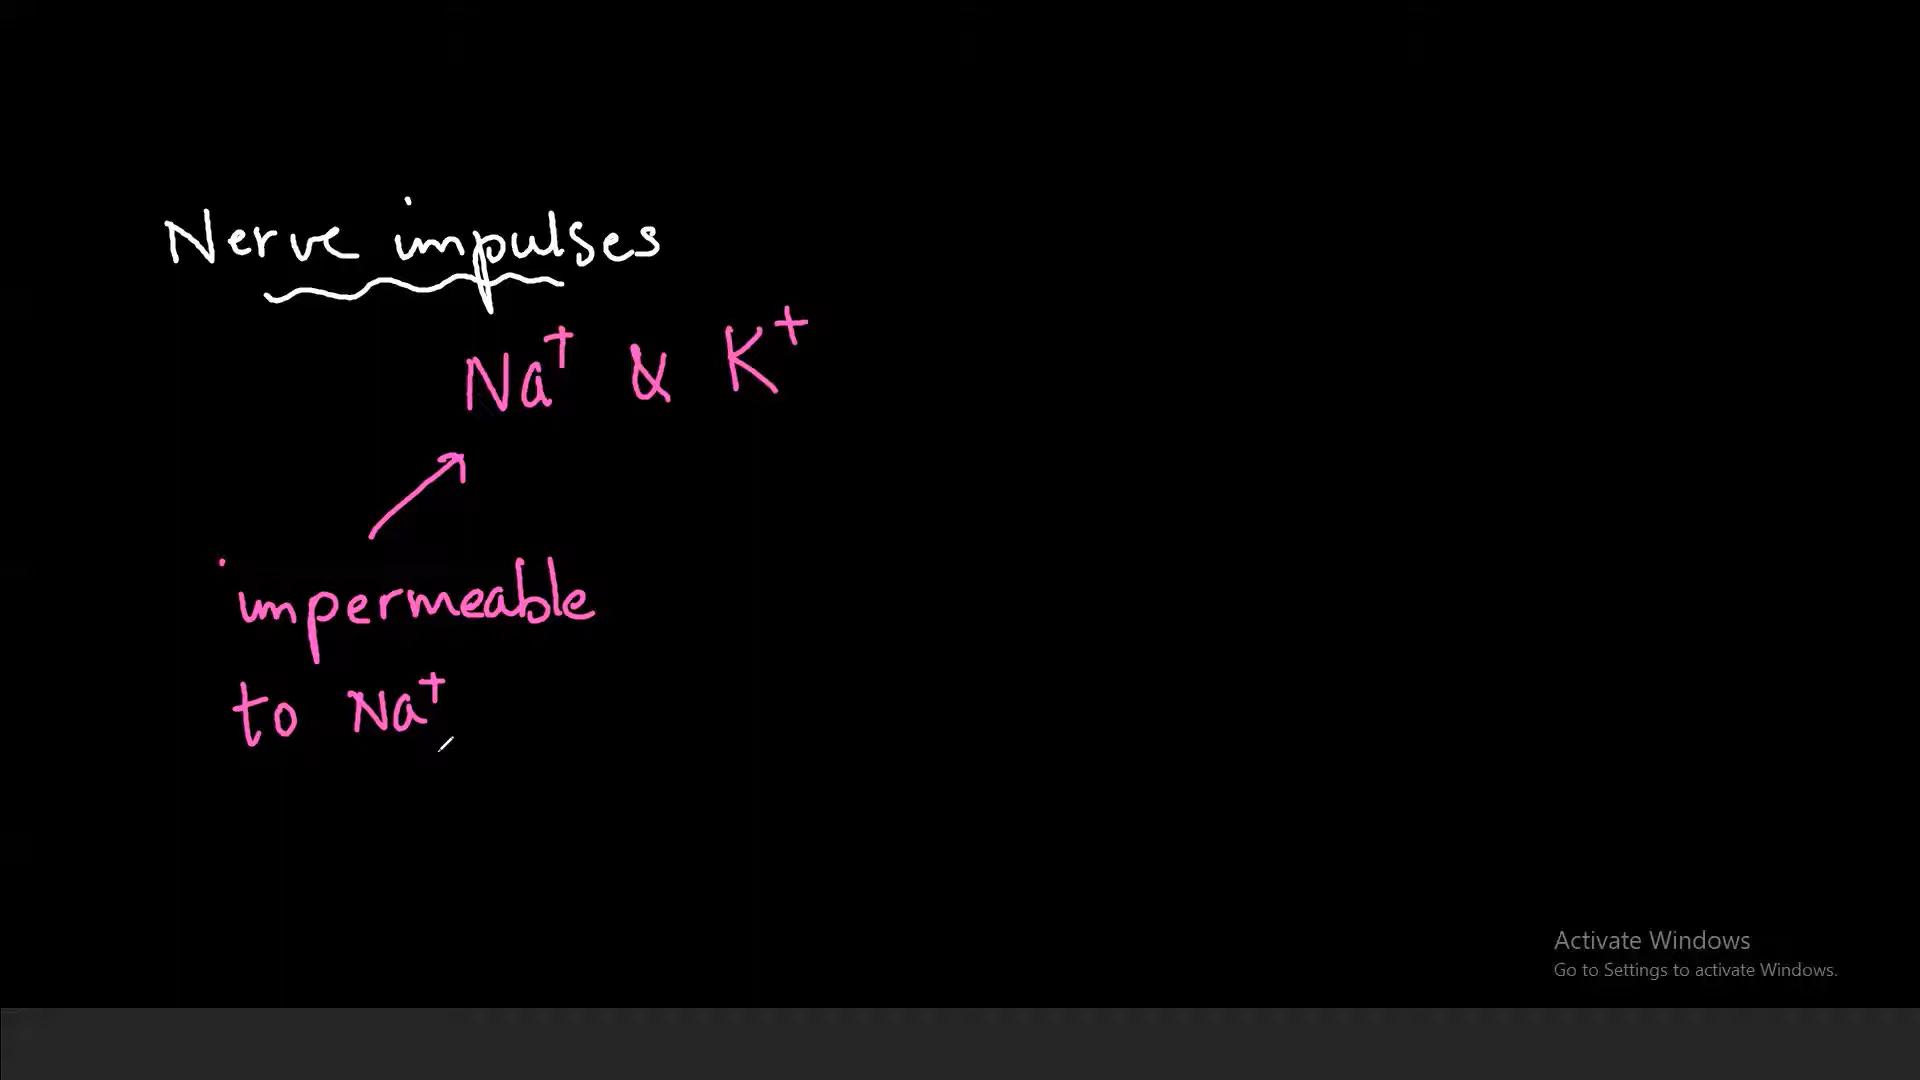 Nerve impulses
Na⁺ & K⁺
impermeable
to Na⁺
Activate Windows
Go to Settings to activate Windows.